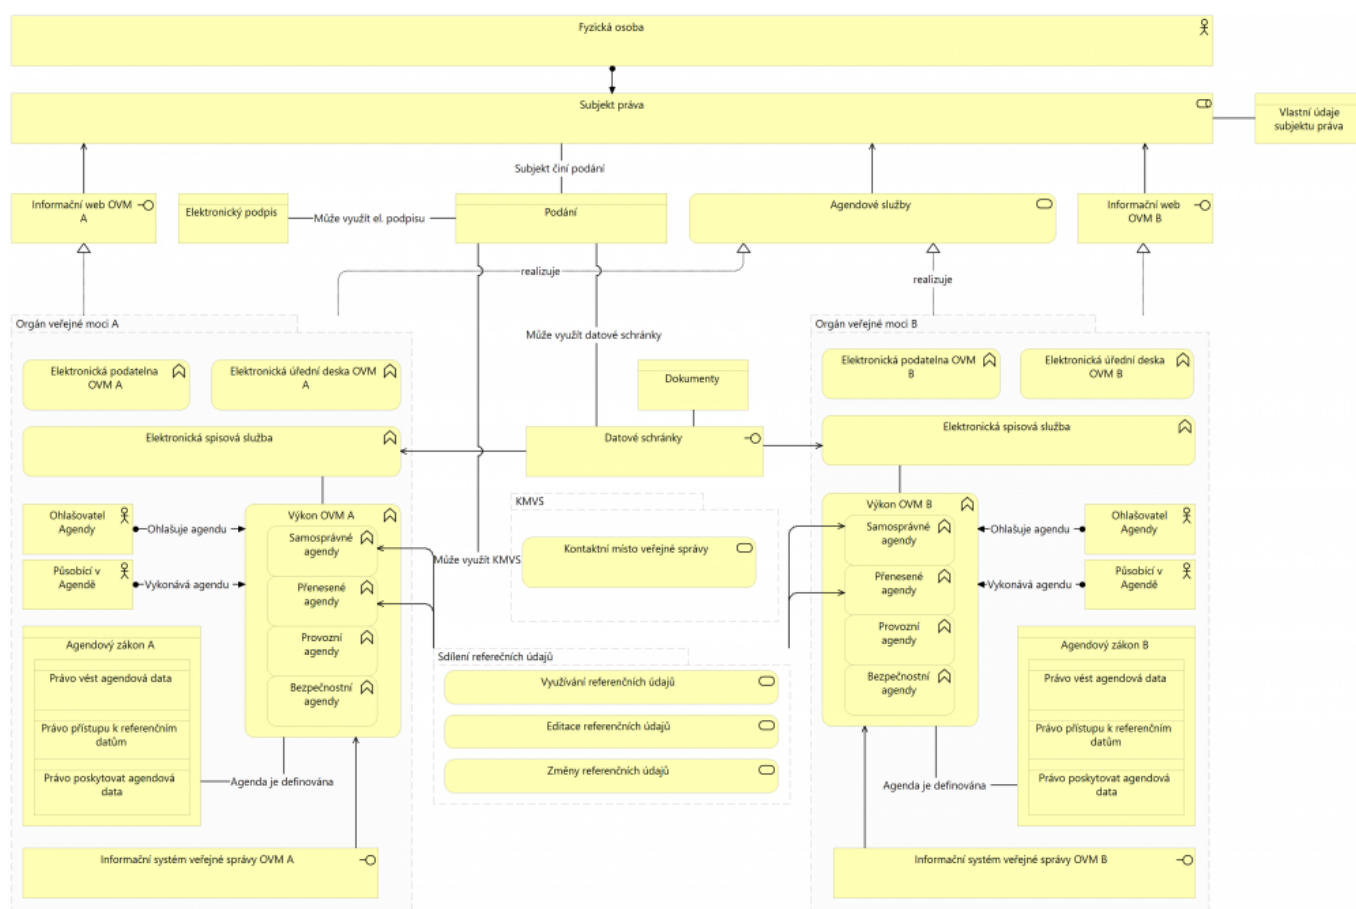 Fyzická osoba
Subjekt práva
Vlastní údaje
subjektu práva
Subjekt činí podání
Informační web OVM
A
Elektronický podpis
Může využít el. podpisu
Podání
Agendové služby
Informační web
OVM B
realizuje
realizuje
Orgán veřejné moci A
Může využít datové schránky
Orgán veřejné moci B
Elektronická podatelna
OVM A
Elektronická úřední deska OVM
A
Dokumenty
Elektronická podatelna OVM
B
Elektronická úřední deska
OVM B
Elektronická spisová služba
Datové schránky
Elektronická spisová služba
KMVS
Ohlašovatel
Agendy
Ohlašuje agendu
Výkon OVM A
Samosprávné
agendy
Může využít KMVS
Kontaktní místo veřejné správy
Výkon OVM B
Samosprávné
agendy
Ohlašuje agendu
Ohlašovatel
Agendy
Působící v
Agendě
Vykonává agendu
Přenesené
agendy
Přenesené
agendy
Vykonává agendu
Působící v
Agendě
Provozní
agendy
Provozní
agendy
Bezpečnostní
agendy
Bezpečnostní
agendy
Agendový zákon A
Právo vést agendová data
Právo přístupu k referenčním
datům
Právo poskytovat agendová
data
Agenda je definována
Sdílení referečních údajů
Využívání referenčních údajů
Editace referenčních údajů
Změny referenčních údajů
Agendový zákon B
Právo vést agendová data
Právo přístupu k referenčním
datům
Právo poskytovat agendová
data
Agenda je definována
Informační systém veřejné správy OVM A
Informační systém veřejné správy OVM B